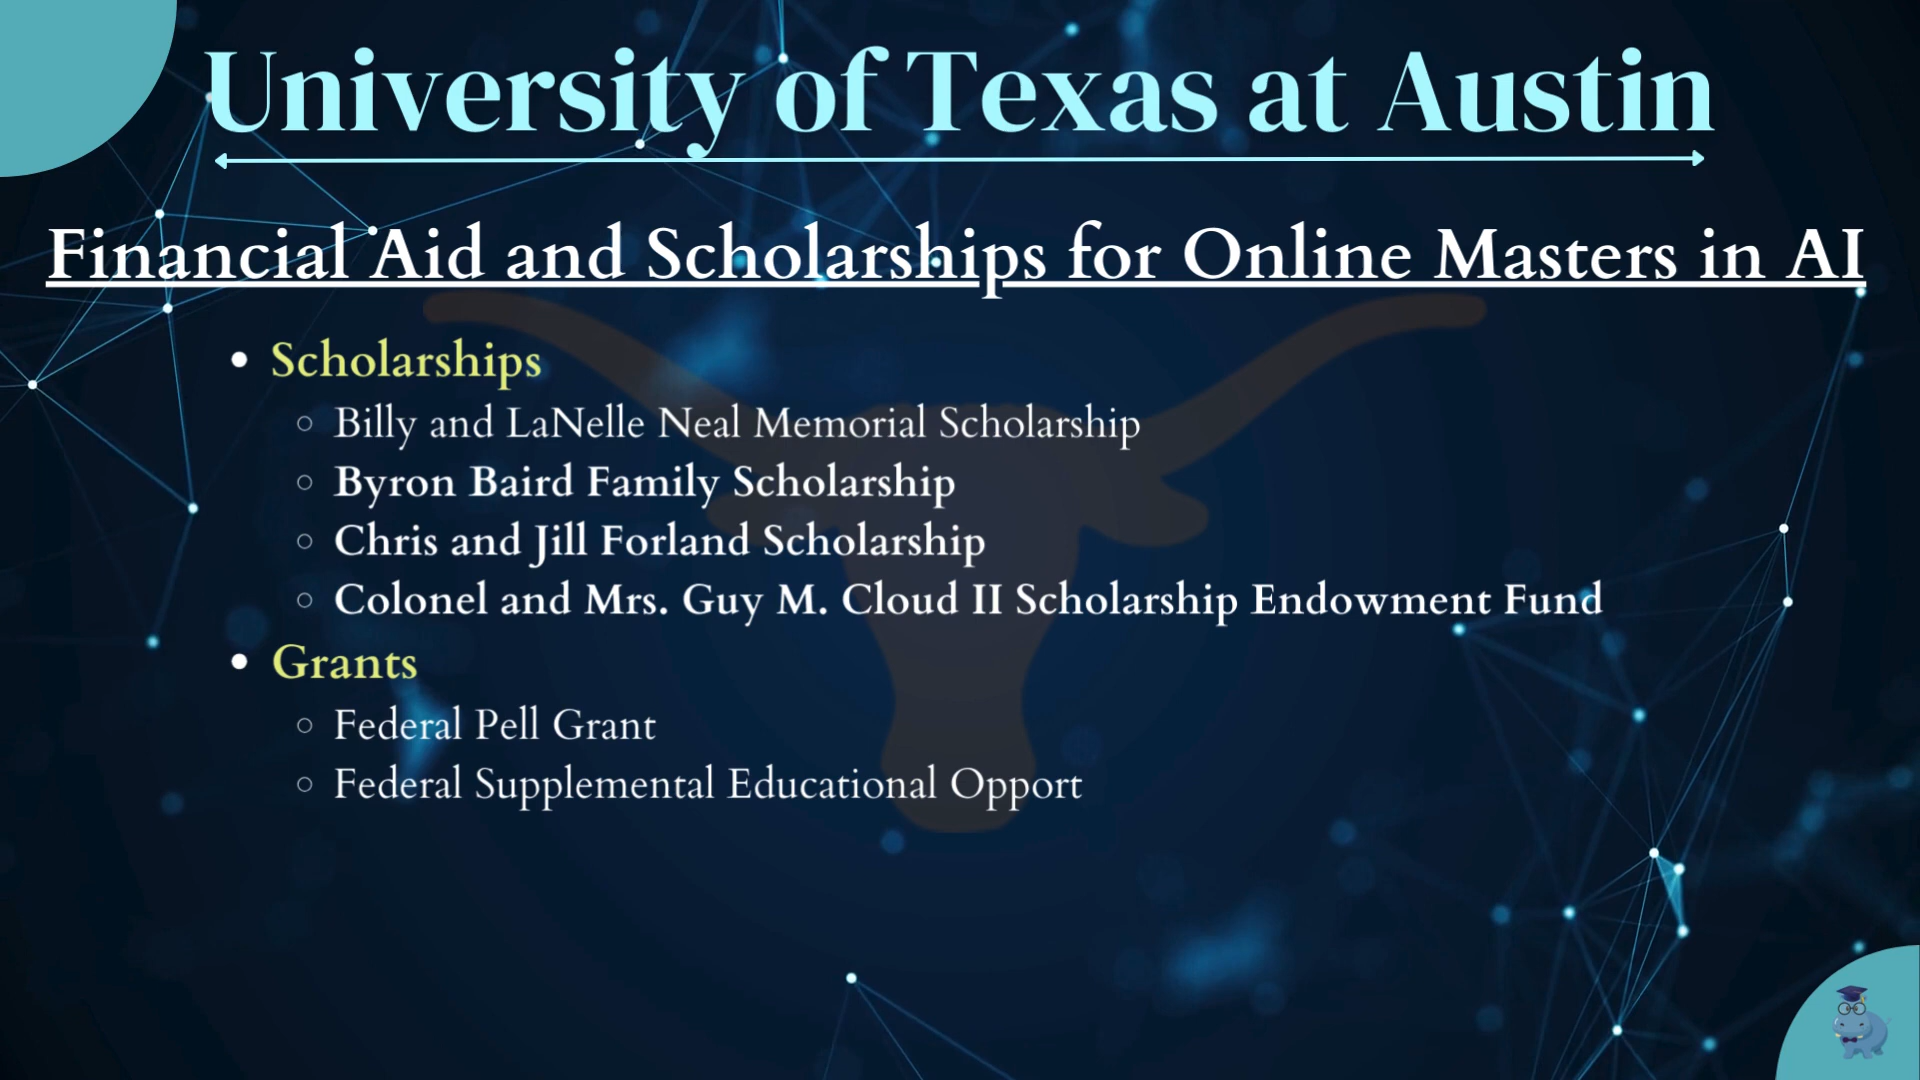 University of Texas at Austin
Financial Aid and Scholarships for Online Masters in AI
Scholarships
Billy and LaNelle Neal Memorial Scholarship
Byron Baird Family Scholarship
Chris and Jill Forland Scholarship
Colonel and Mrs. Guy M. Cloud II Scholarship Endowment Fund
Grants
Federal Pell Grant
Federal Supplemental Educational Opport